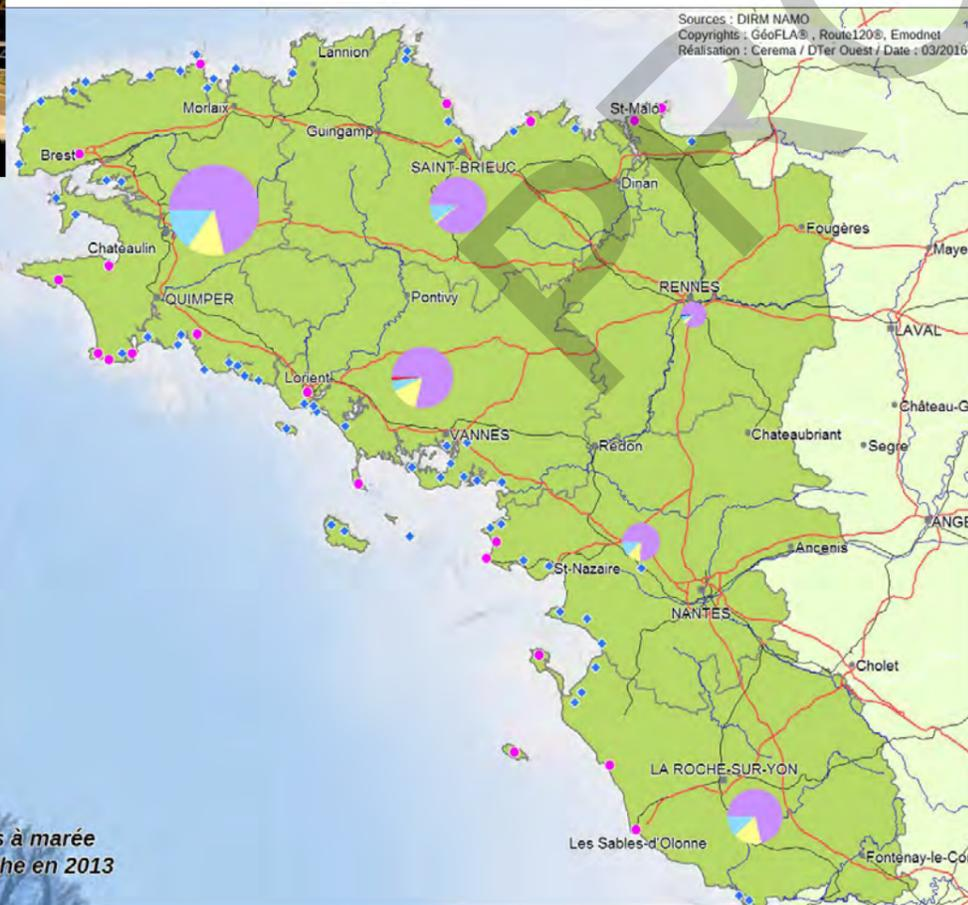 Sources : DIRM NAMO
Copyrights : GéoFLA® , Route120®, Emodnet
Réalisation : Cerema / DTer Ouest / Date : 03/2016
Lannion
Morlaix
St-Malo
Guingamp
Brest
SAINT-BRIEUC
Dinan
Fougères
Chateaulin
QUIMPER
Pontivy
RENNES
LAVAL
Lorient
VANNES
Redon
Chateaubriant
Segre
Ancenis
St-Nazaire
NANTES
Cholet
LA ROCHE-SUR-YON
Les Sables-d'Olonne
s à marée
he en 2013
PR